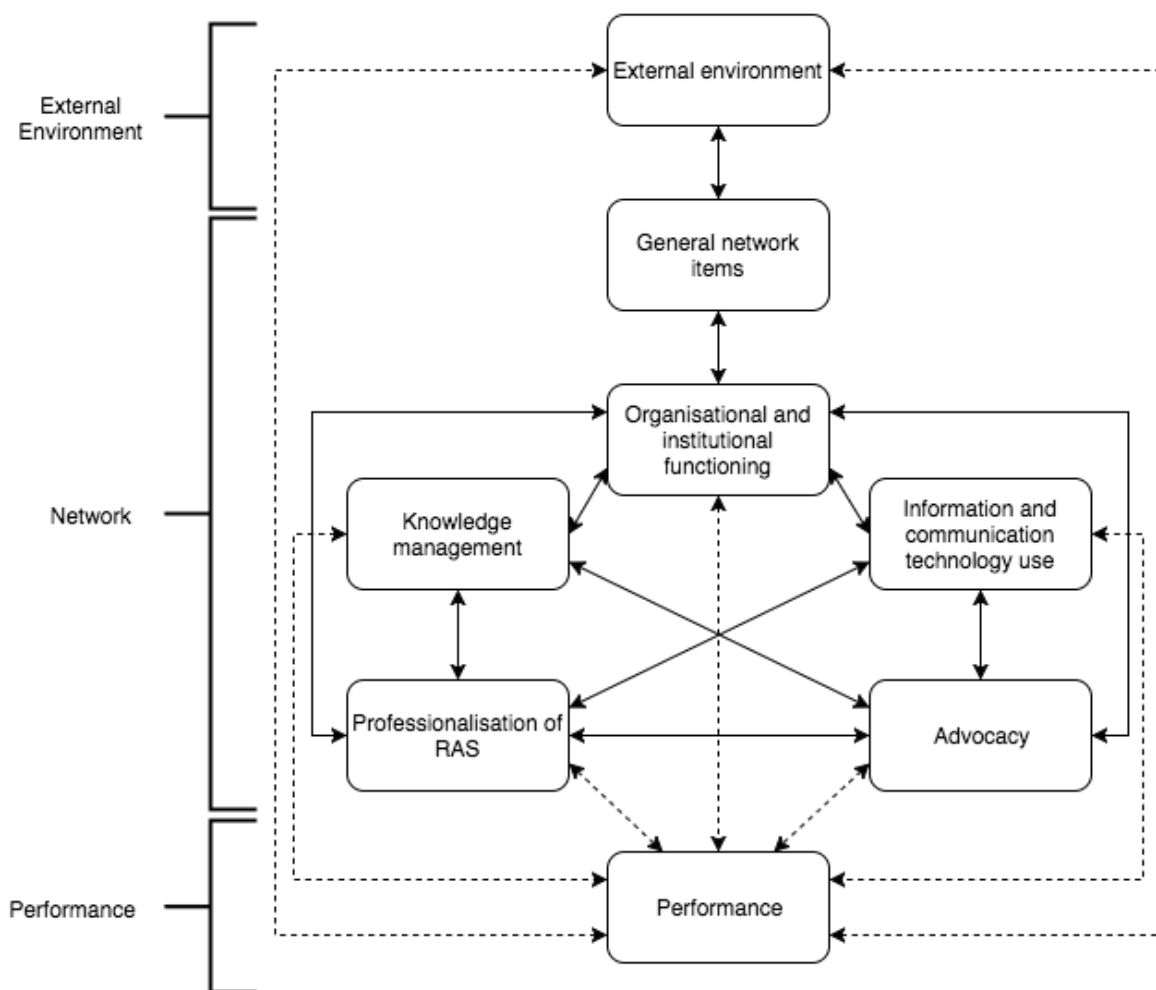 External environment
External
Environment
General network
items
Organisational and
institutional
functioning
Knowledge
management
Information and
communication
technology use
Network
Professionalisation of
RAS
Advocacy
Performance
Performance